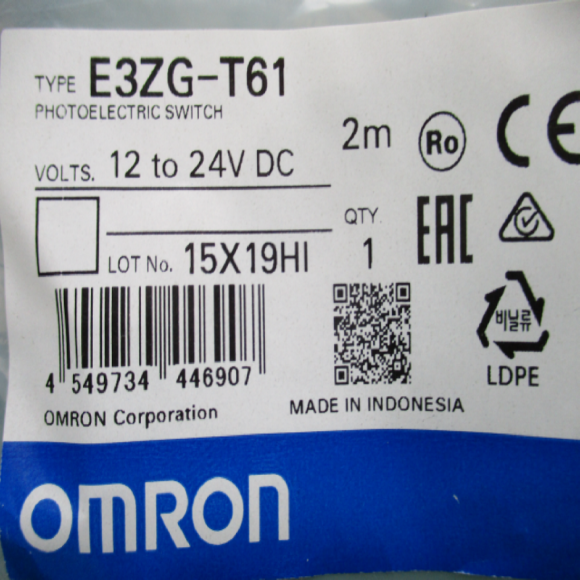 TYPE E3ZG-T61
PHOTOELECTRIC SWITCH
2m
Ro
CE
VOLTS. 12 to 24V DC
QTY.
1
EAC
LOT No. 15X19HI
4 549734 446907
비닐류
LDPE
OMRON Corporation
MADE IN INDONESIA
OMRON